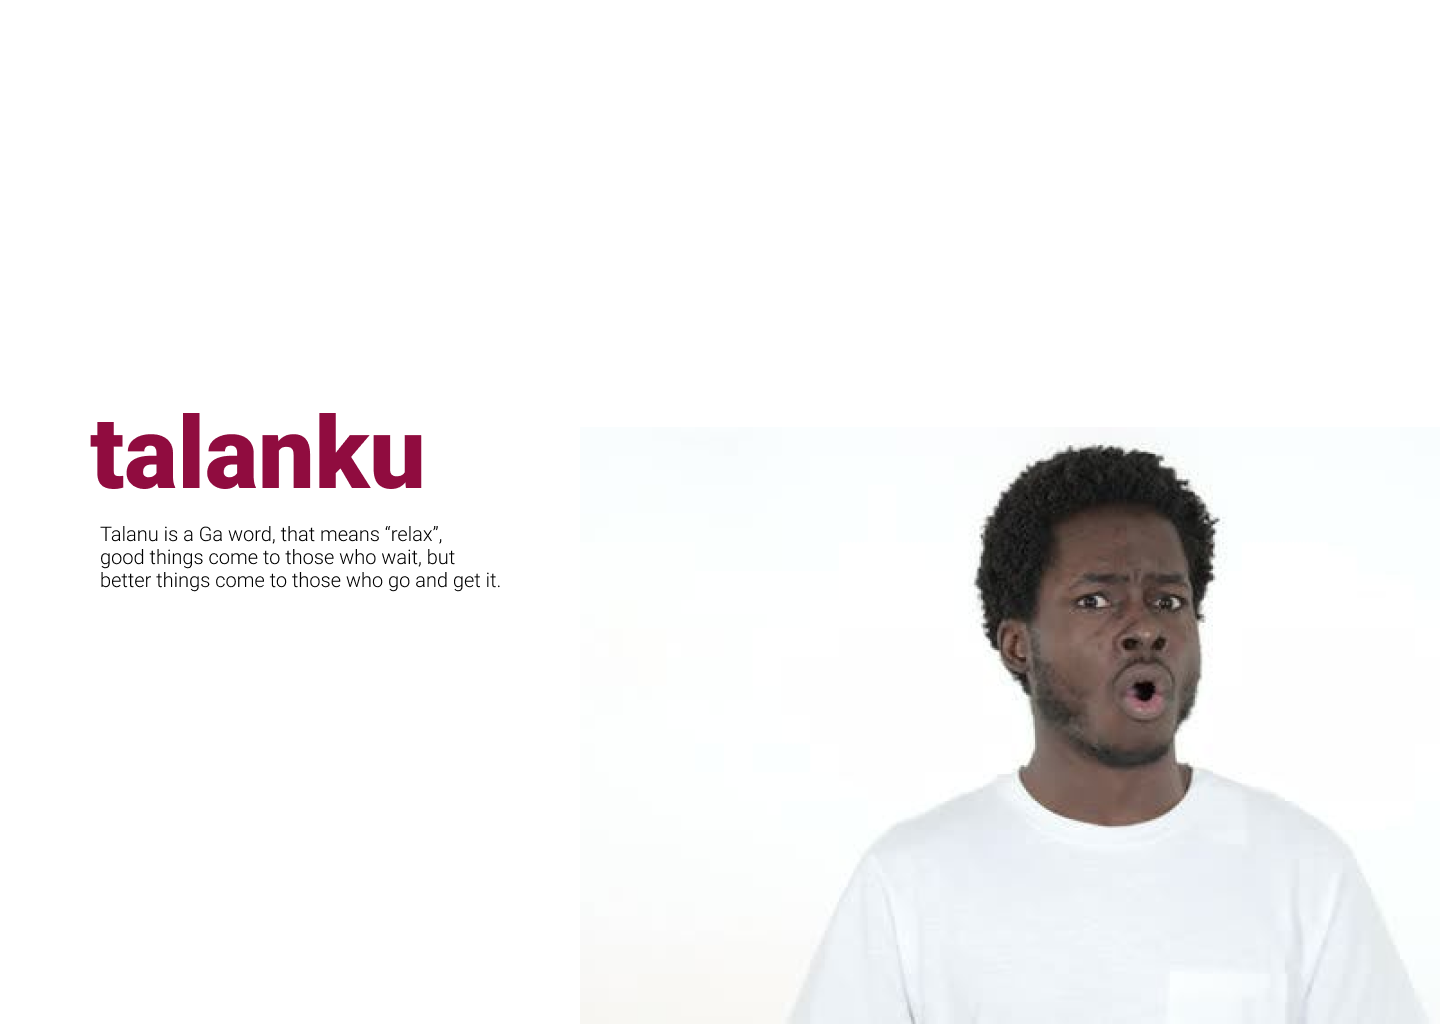 talanku
Talanu is a Ga word, that means “relax”,
good things come to those who wait, but
better things come to those who go and get it.